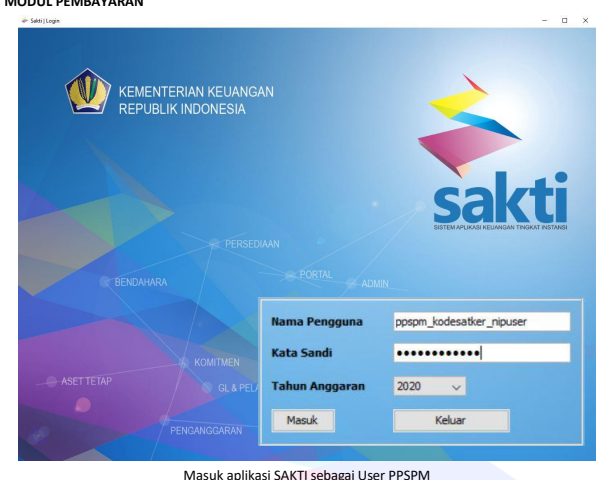 MODUL PEMBAYARAN
Sakti | Login
KEMENTERIAN KEUANGAN
REPUBLIK INDONESIA
sakti
SISTEM APLIKASI KEUANGAN TINGKAT INSTANSI
PERSEDIAAN
PORTAL
BENDAHARA
ADMIN
Nama Pengguna ppspm_kodesatker_nipuser
Kata Sandi ●●●●●●●●●●●●
KOMITMEN
ASET TETAP
GL & PEL
Tahun Anggaran 2020
Masuk Keluar
PENGANGGARAN
Masuk aplikasi SAKTI sebagai User PPSPM